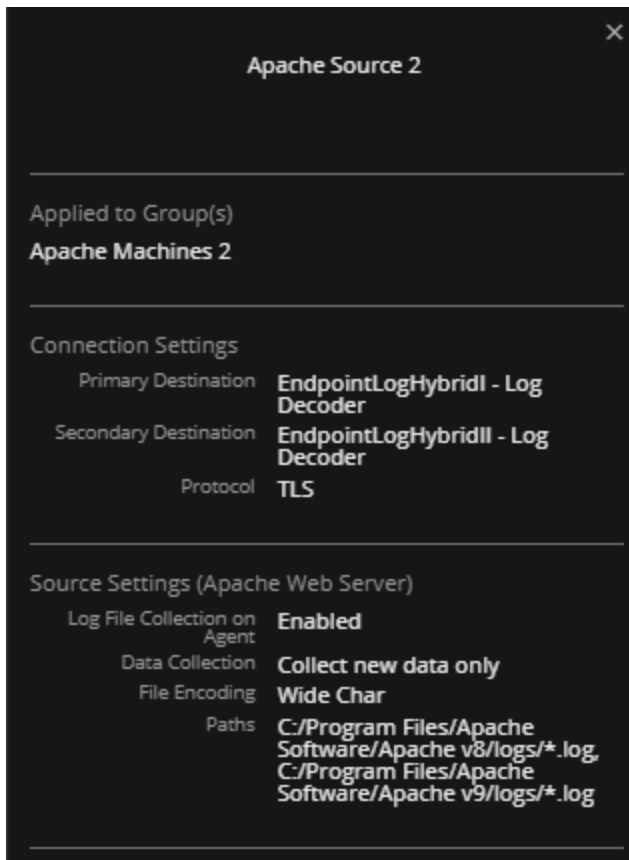 Apache Source 2
Applied to Group(s)
Apache Machines 2
Connection Settings
Primary Destination EndpointLogHybridI - Log
Decoder
Secondary Destination EndpointLogHybridII - Log
Decoder
Protocol TLS
Source Settings (Apache Web Server)
Log File Collection on
Agent Enabled
Data Collection Collect new data only
File Encoding Wide Char
Paths C:/Program Files/Apache
Software/Apache v8/logs/*.log,
C:/Program Files/Apache
Software/Apache v9/logs/*.log